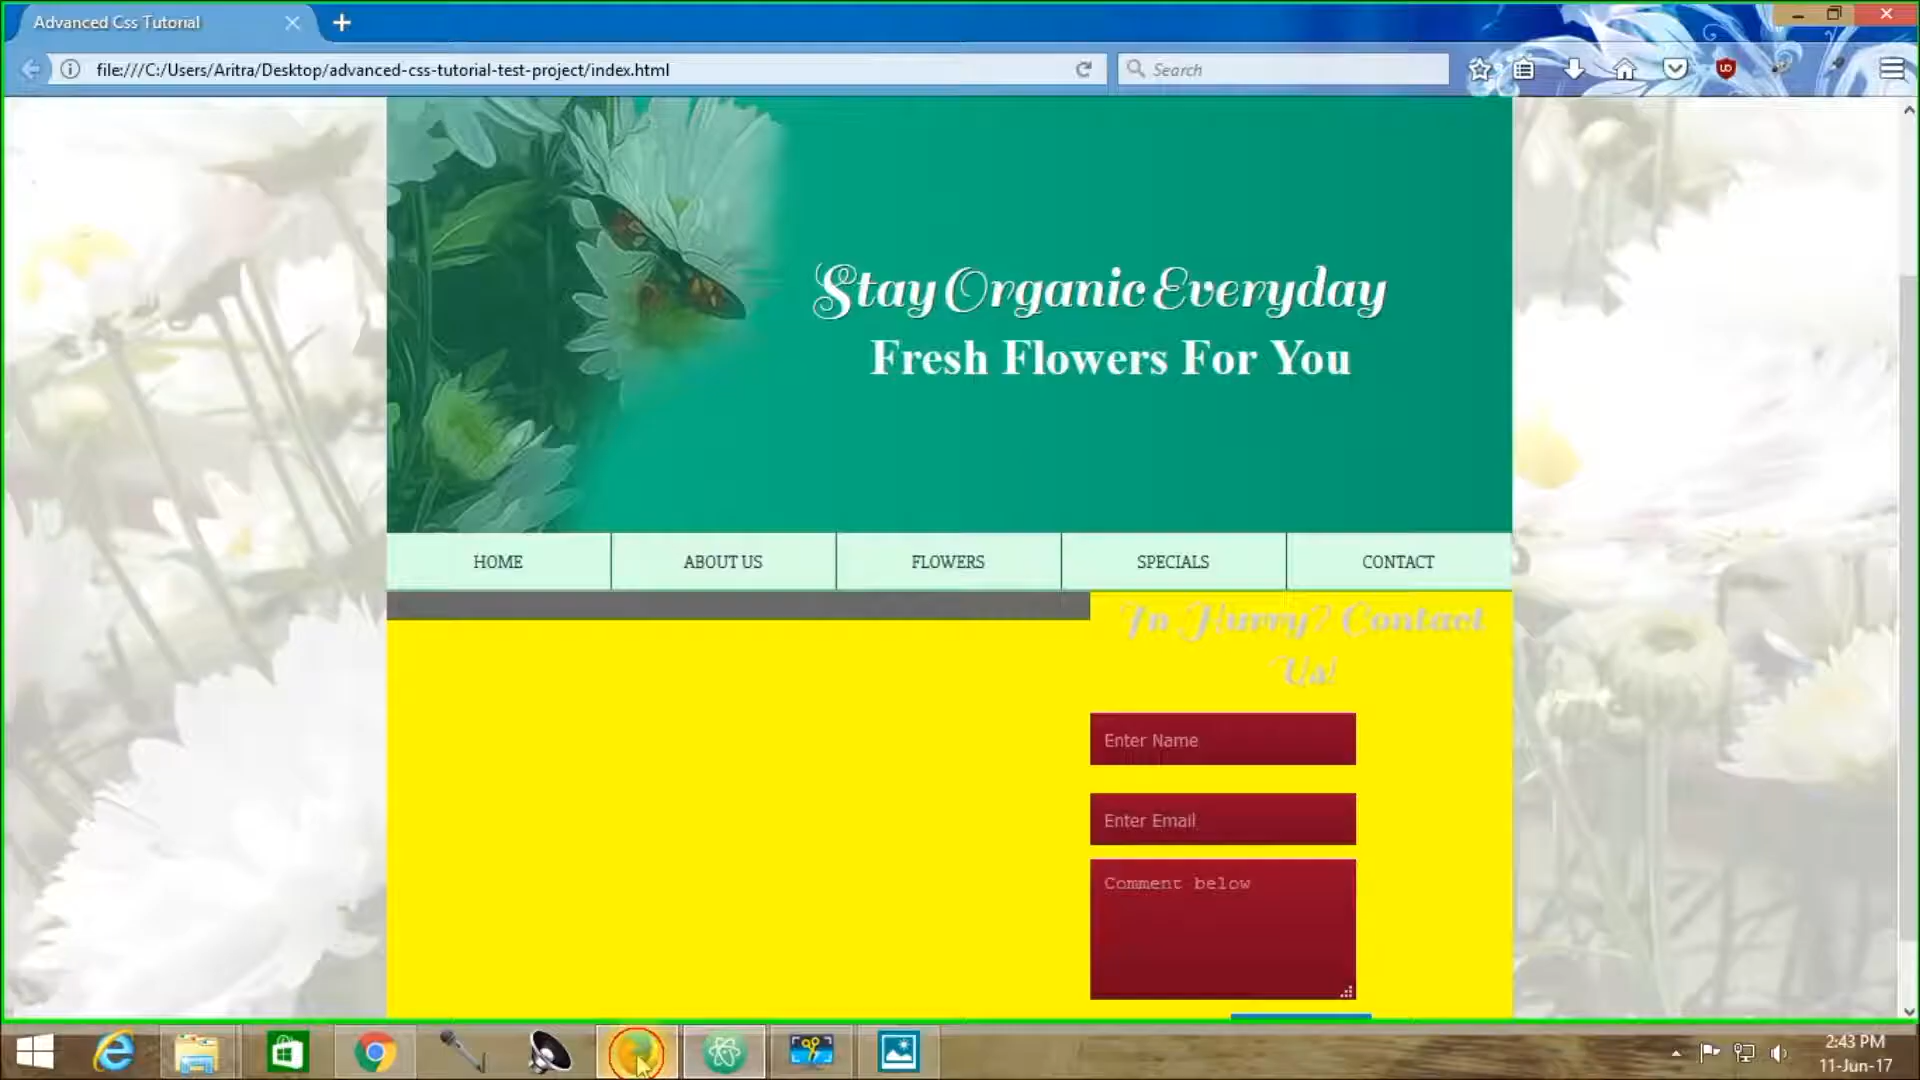 Advanced Css Tutorial
file:///C:/Users/Aritra/Desktop/advanced-css-tutorial-test-project/index.html
Search
Stay Organic Everyday
Fresh Flowers For You
HOME
ABOUT US
FLOWERS
SPECIALS
CONTACT
In Hurry? Contact
Us!
Enter Name
Enter Email
Comment below
2:43 PM
11-Jun-17